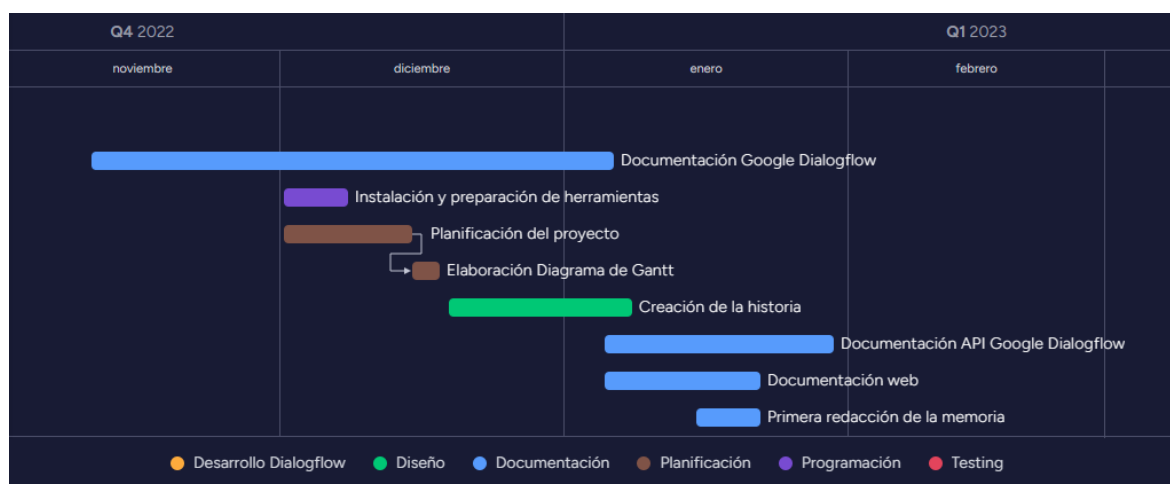 Q4 2022
Q1 2023
noviembre
diciembre
enero
febrero
Documentación Google Dialogflow
Instalación y preparación de herramientas
Planificación del proyecto
Elaboración Diagrama de Gantt
Creación de la historia
Documentación API Google Dialogflow
Documentación web
Primera redacción de la memoria
Desarrollo Dialogflow
Diseño
Documentación
Planificación
Programación
Testing